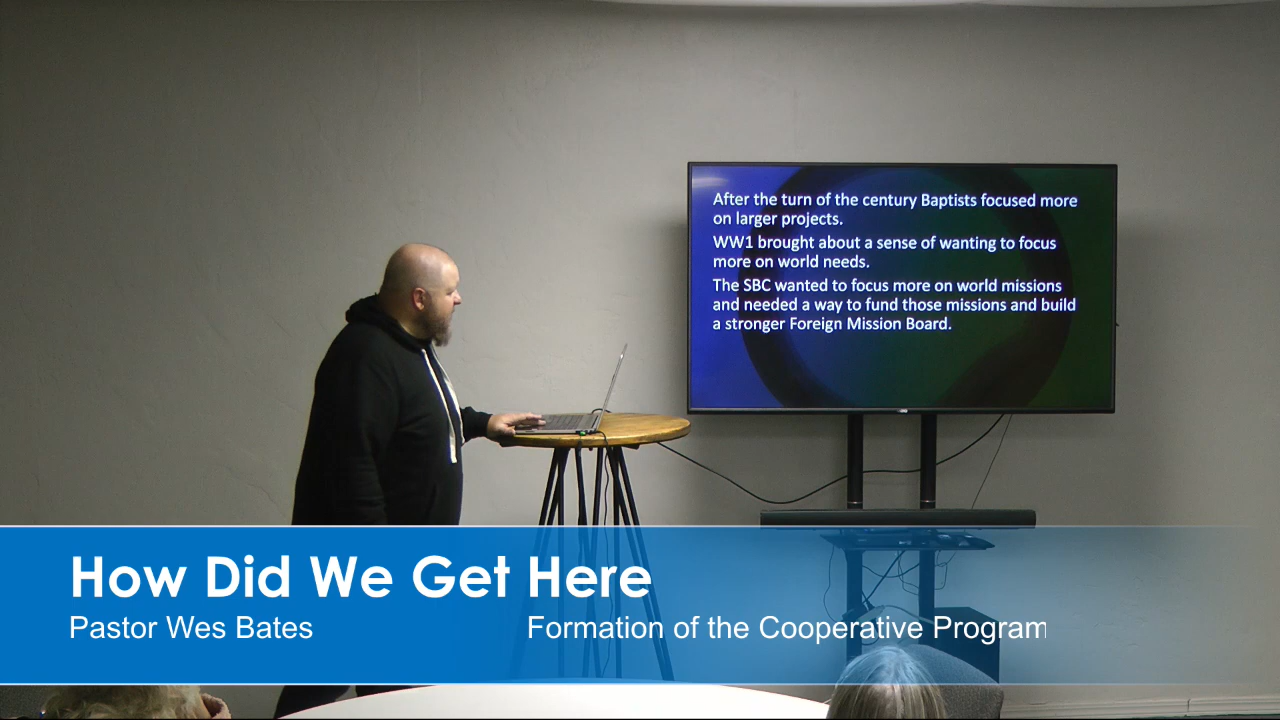 After the turn of the century Baptists focused more
on larger projects.
WW1 brought about a sense of wanting to focus
more on world needs.
The SBC wanted to focus more on world missions
and needed a way to fund those missions and build
a stronger Foreign Mission Board.
How Did We Get Here
Pastor Wes Bates Formation of the Cooperative Program